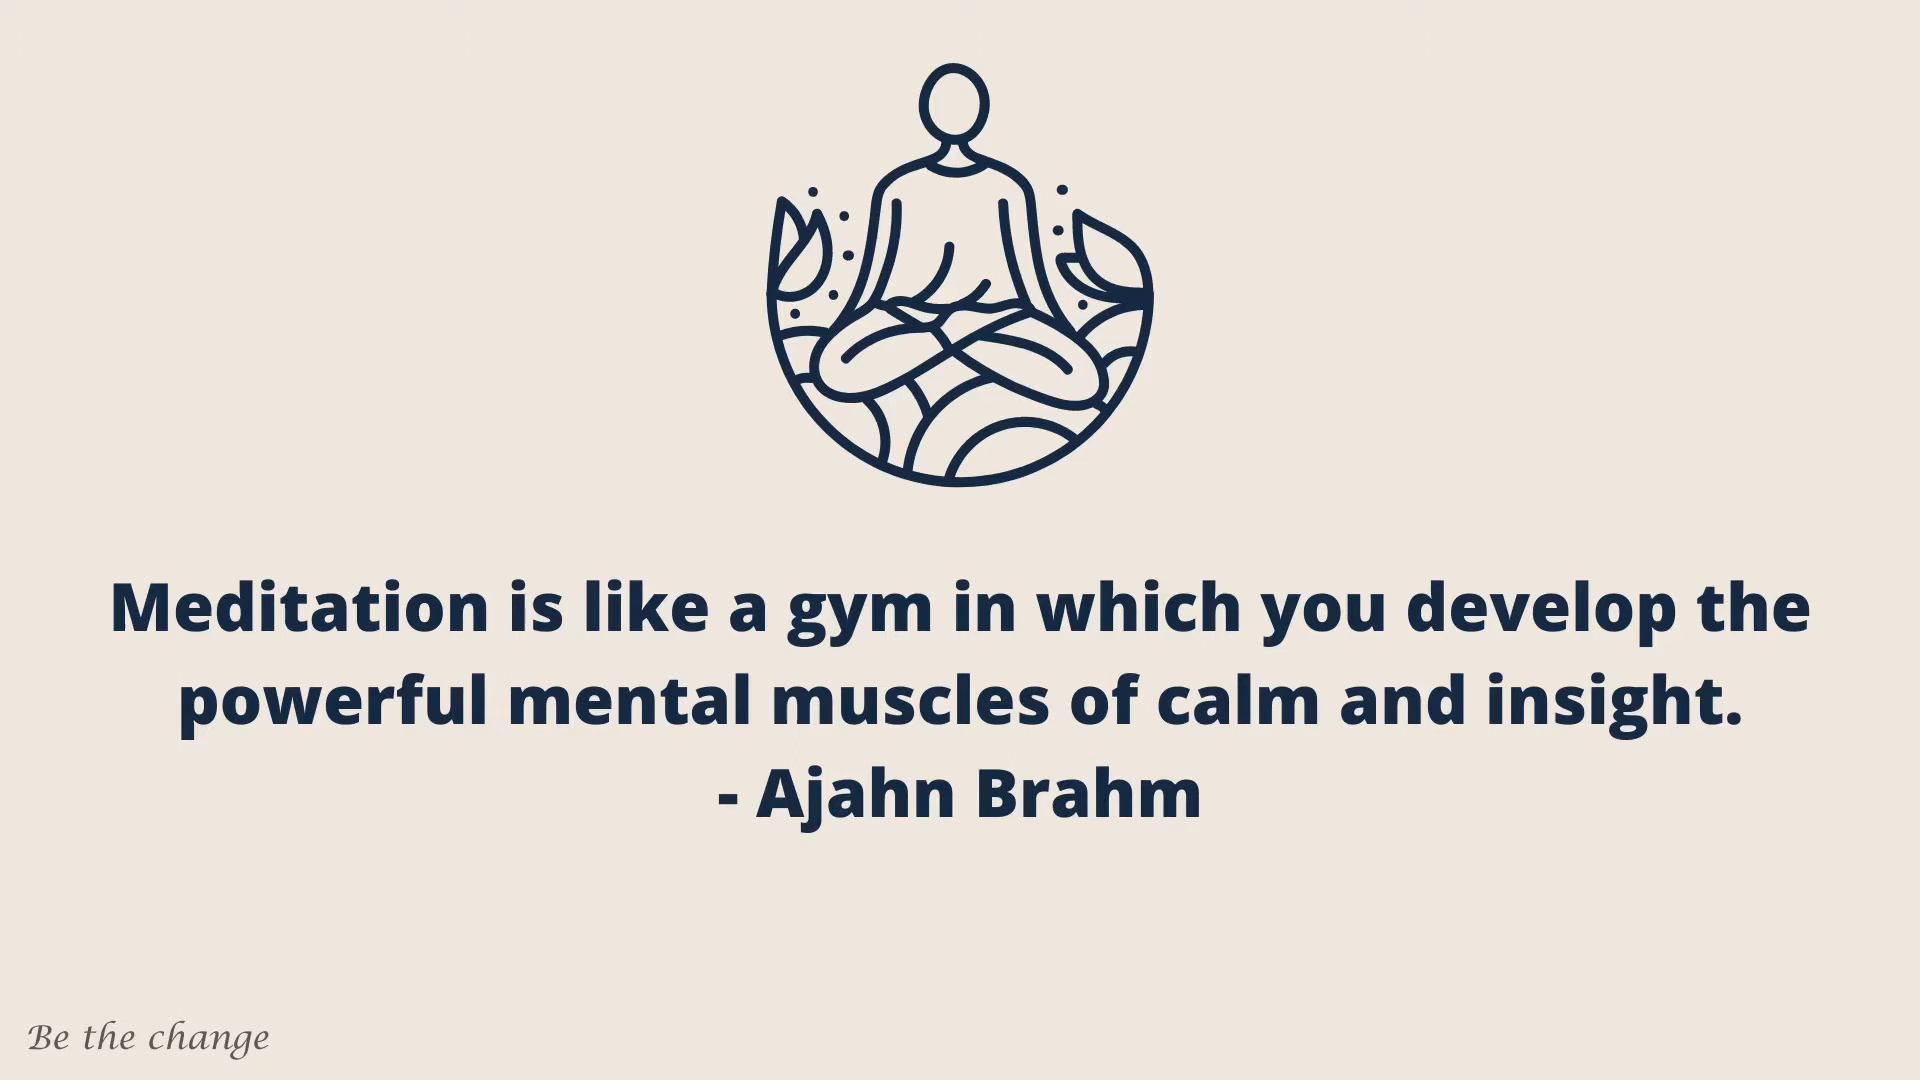 Meditation is like a gym in which you develop the
powerful mental muscles of calm and insight.
- Ajahn Brahm
Be the change